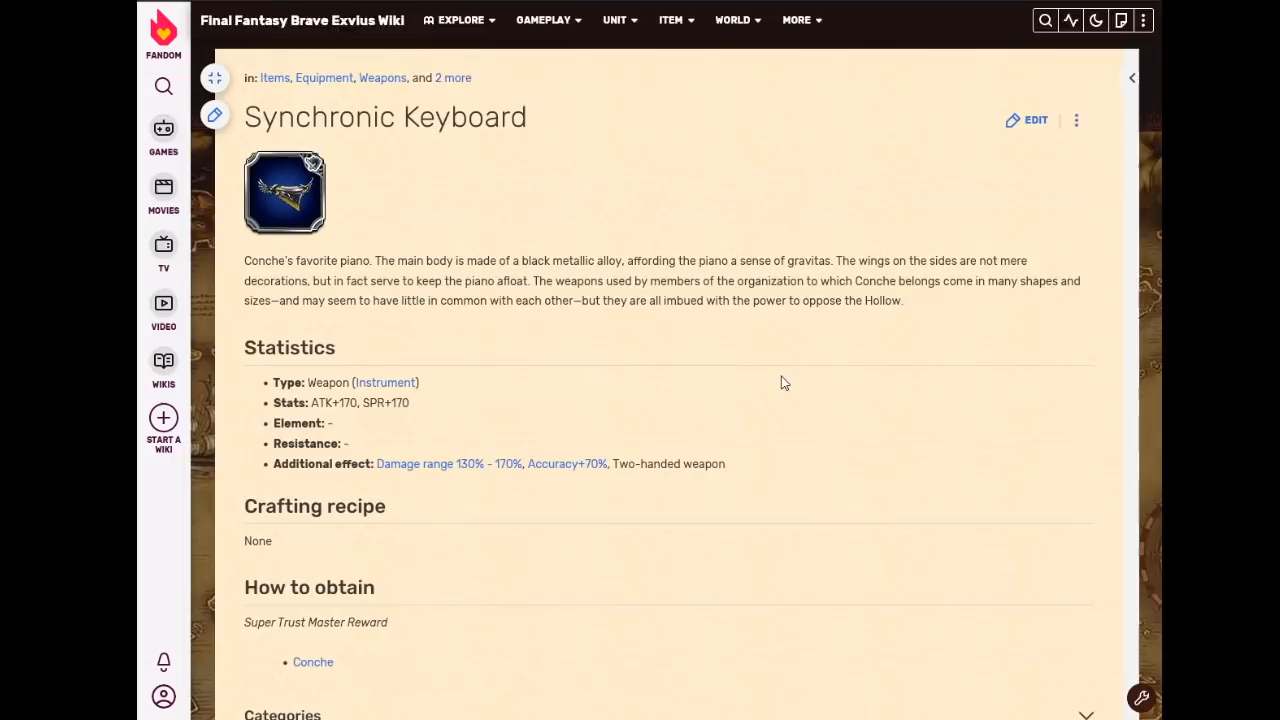 Final Fantasy Brave Exvius Wiki
EXPLORE
GAMEPLAY
UNIT
ITEM
WORLD
MORE
FANDOM
GAMES
MOVIES
TV
VIDEO
WIKIS
START A
WIKI
in: Items, Equipment, Weapons, and 2 more
Synchronic Keyboard
EDIT
Conche's favorite piano. The main body is made of a black metallic alloy, affording the piano a sense of gravitas. The wings on the sides are not mere
decorations, but in fact serve to keep the piano afloat. The weapons used by members of the organization to which Conche belongs come in many shapes and
sizes—and may seem to have little in common with each other—but they are all imbued with the power to oppose the Hollow.
Statistics
• Type: Weapon (Instrument)
• Stats: ATK+170, SPR+170
• Element: -
• Resistance: -
• Additional effect: Damage range 130% - 170%, Accuracy+70%, Two-handed weapon
Crafting recipe
None
How to obtain
Super Trust Master Reward
• Conche
Categories